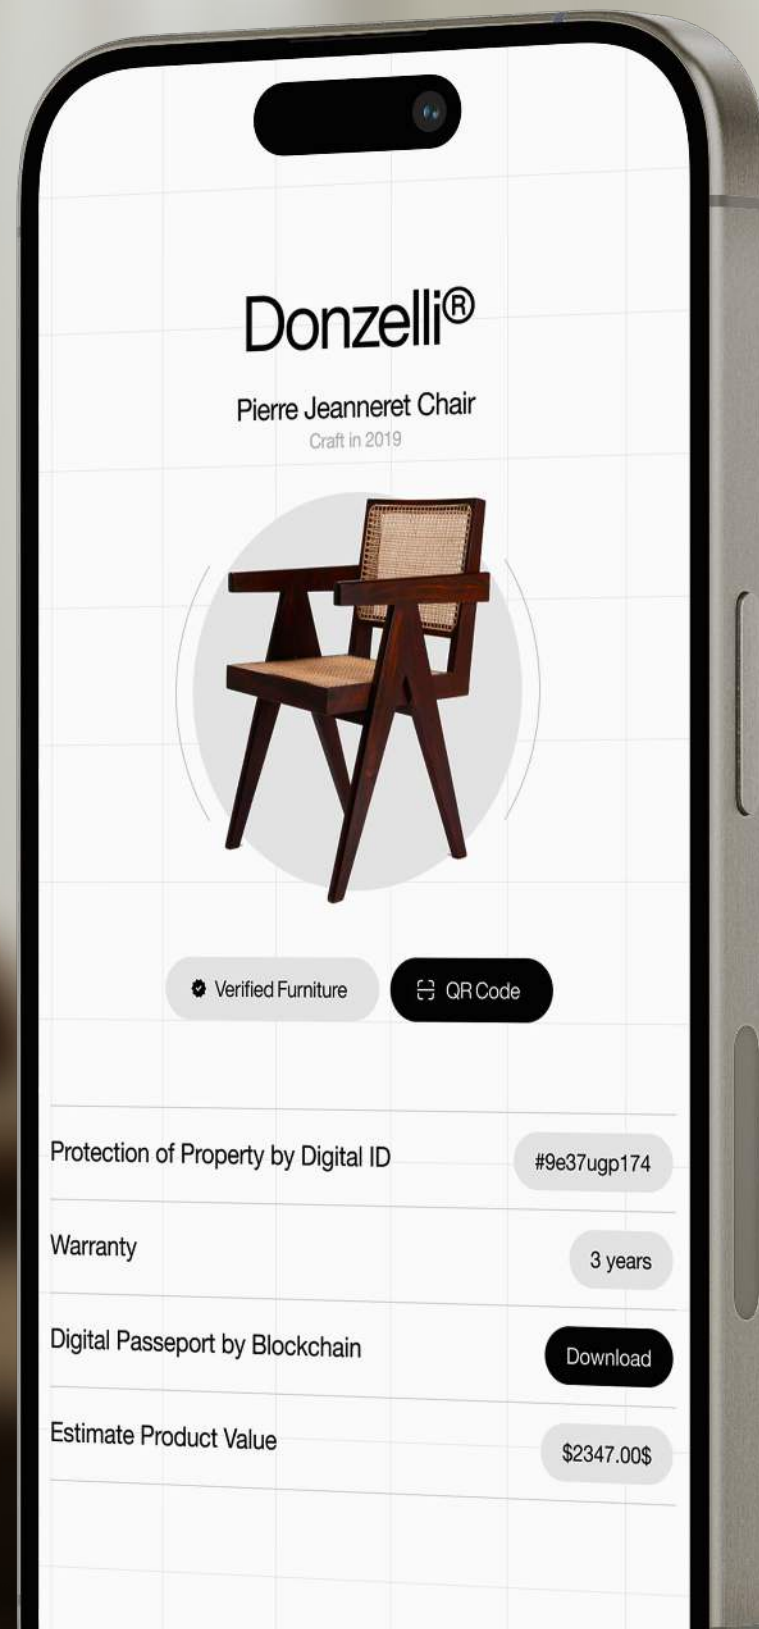 Donzelli®
Pierre Jeanneret Chair
Craft in 2019
Verified Furniture
QR Code
Protection of Property by Digital ID
#9e37ugp174
Warranty
3 years
Digital Passeport by Blockchain
Download
Estimate Product Value
$2347.00$